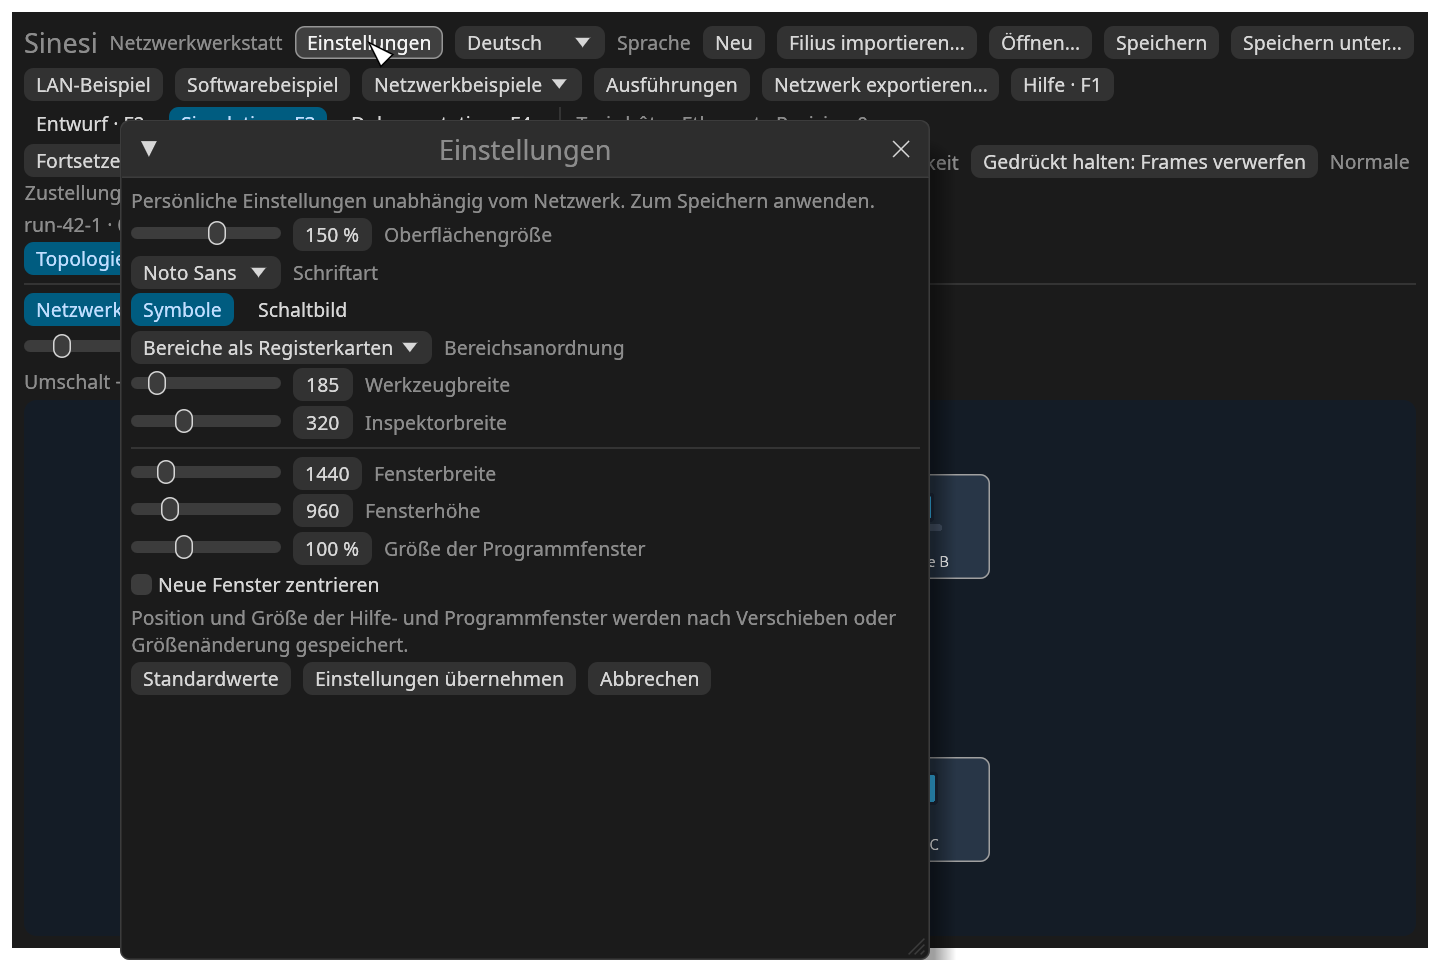 Sinesi Netzwerkwerkstatt Einstellungen Deutsch Sprache Neu Filius importieren... Öffnen... Speichern Speichern unter...
LAN-Beispiel Softwarebeispiel Netzwerkbeispiele Ausführungen Netzwerk exportieren... Hilfe · F1
Entwurf ·
Fortsetze keit Gedrückt halten: Frames verwerfen Normale
Zustellung
run-42-1 ·
Topologie
Netzwerk
Umschalt
Einstellungen
Persönliche Einstellungen unabhängig vom Netzwerk. Zum Speichern anwenden.
150 % Oberflächengröße
Noto Sans Schriftart
Symbole Schaltbild
Bereiche als Registerkarten Bereichsanordnung
185 Werkzeugbreite
320 Inspektorbreite
1440 Fensterbreite
960 Fensterhöhe
100 % Größe der Programmfenster
Neue Fenster zentrieren
Position und Größe der Hilfe- und Programmfenster werden nach Verschieben oder
Größenänderung gespeichert.
Standardwerte Einstellungen übernehmen Abbrechen
e B
C